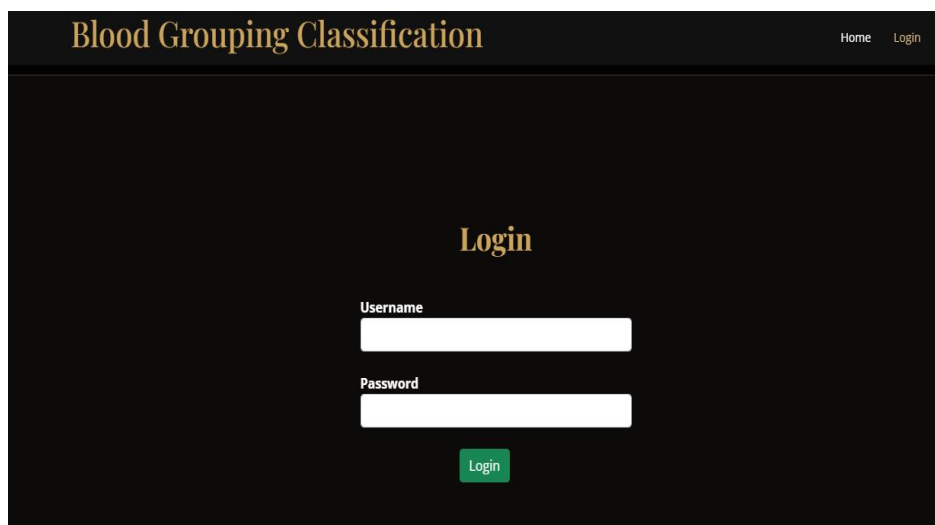 Blood Grouping Classification
Home Login
Login
Username
Password
Login